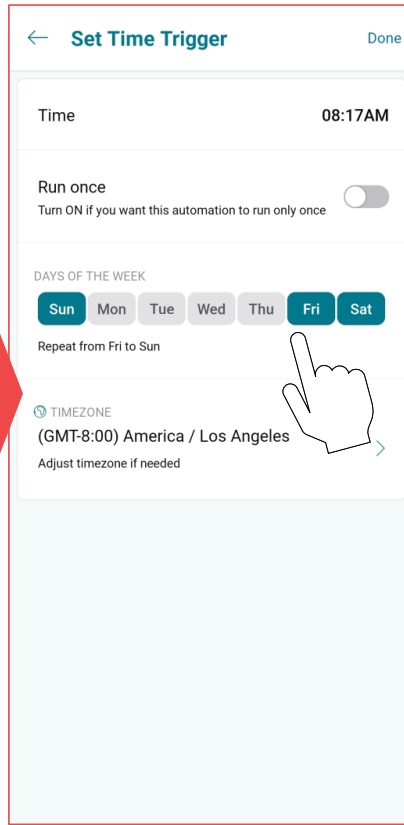 Set Time Trigger Done
Time 08:17AM
Run once
Turn ON if you want this automation to run only once
DAYS OF THE WEEK
Sun Mon Tue Wed Thu Fri Sat
Repeat from Fri to Sun
TIMEZONE
(GMT-8:00) America / Los Angeles
Adjust timezone if needed